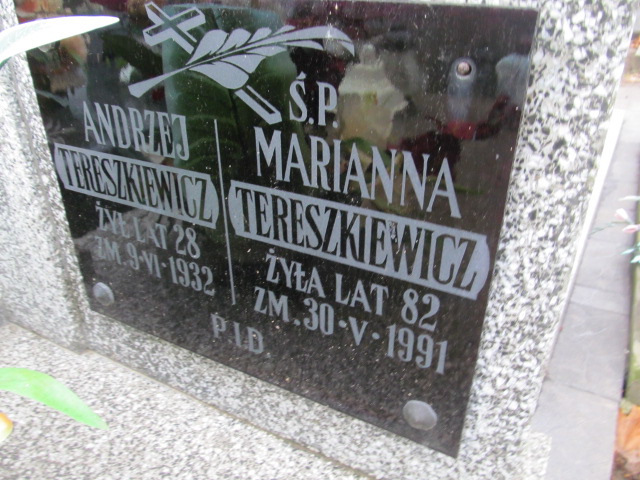 Ś.P.
ANDRZEJ
TERESZKIEWICZ
ŻYŁ LAT 28
ZM. 9·VI·1932
MARIANNA
TERESZKIEWICZ
ŻYŁA LAT 82
ZM. 30·V·1991
P I D